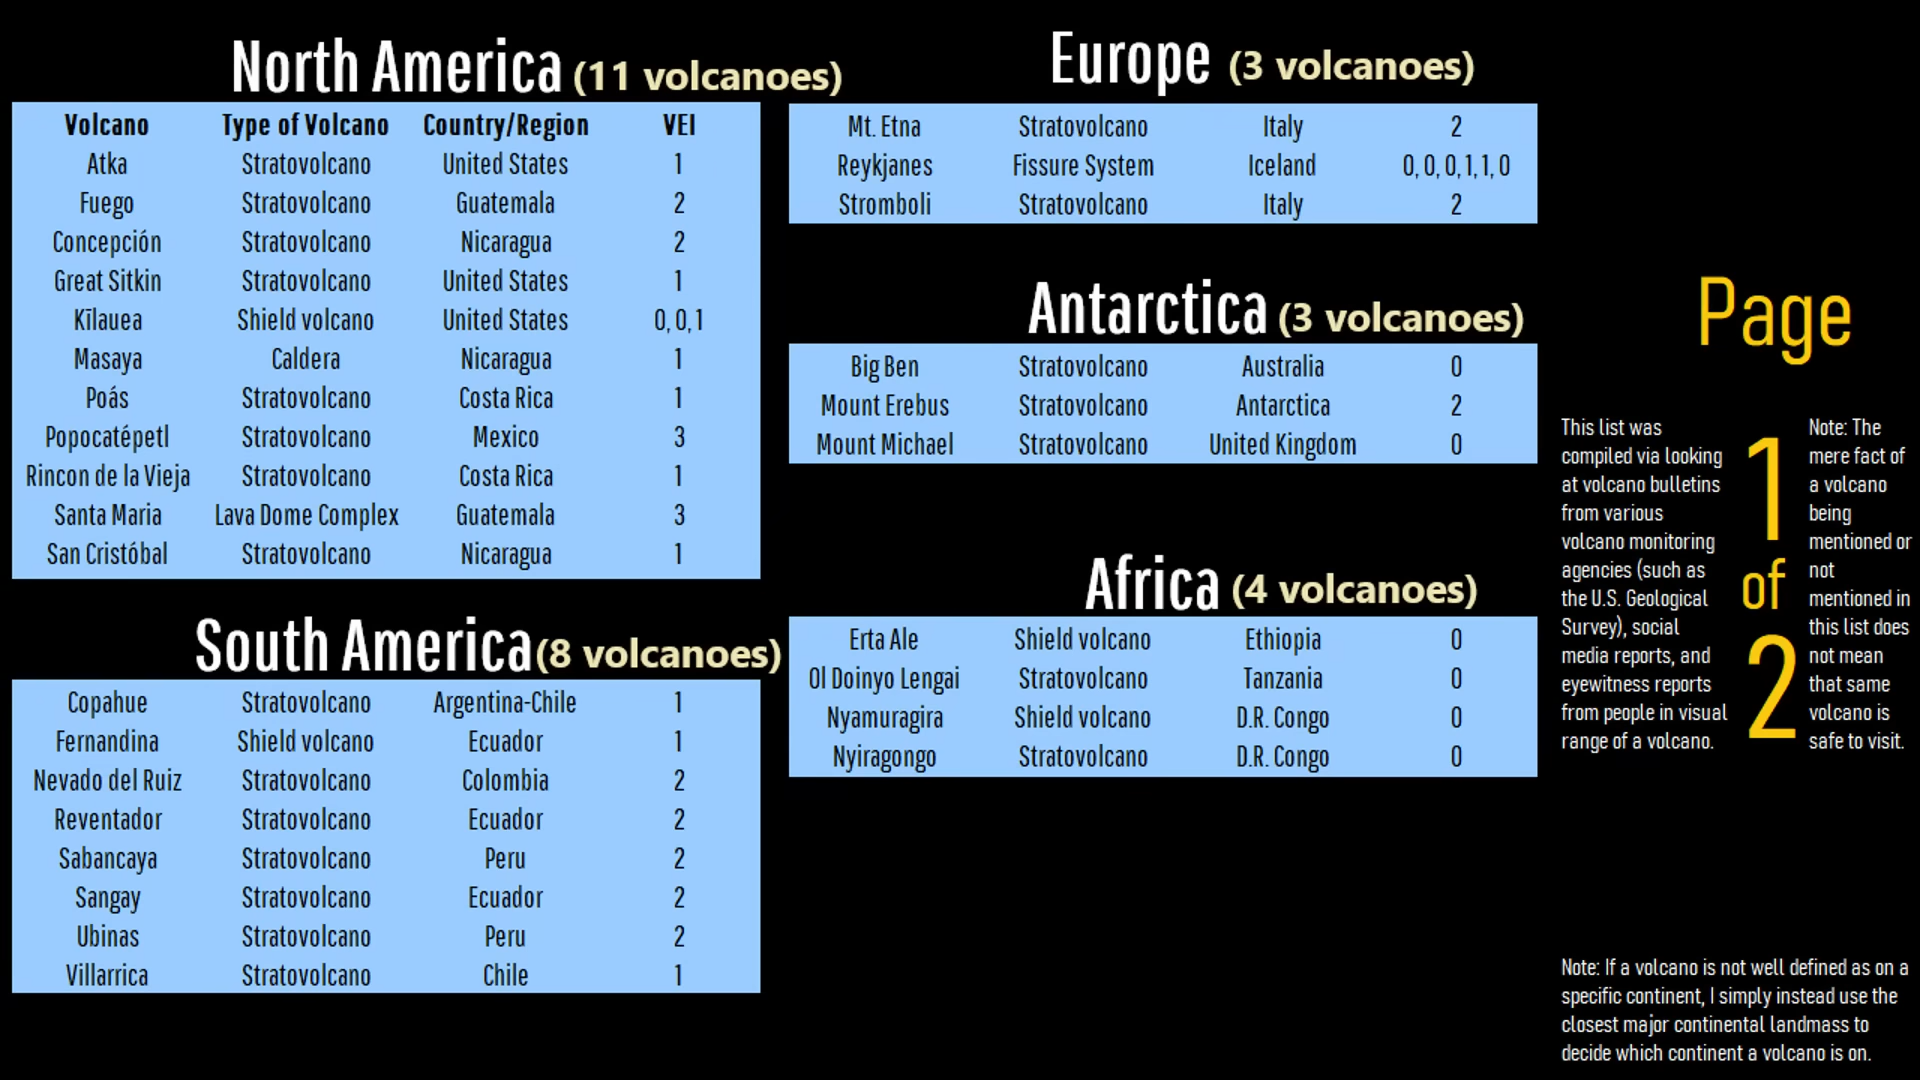 North America (11 volcanoes)
Volcano Type of Volcano Country/Region VEI
Atka Stratovolcano United States 1
Fuego Stratovolcano Guatemala 2
Concepción Stratovolcano Nicaragua 2
Great Sitkin Stratovolcano United States 1
Kīlauea Shield volcano United States 0, 0, 1
Masaya Caldera Nicaragua 1
Poás Stratovolcano Costa Rica 1
Popocatépetl Stratovolcano Mexico 3
Rincon de la Vieja Stratovolcano Costa Rica 1
Santa Maria Lava Dome Complex Guatemala 3
San Cristóbal Stratovolcano Nicaragua 1
South America (8 volcanoes)
Copahue Stratovolcano Argentina-Chile 1
Fernandina Shield volcano Ecuador 1
Nevado del Ruiz Stratovolcano Colombia 2
Reventador Stratovolcano Ecuador 2
Sabancaya Stratovolcano Peru 2
Sangay Stratovolcano Ecuador 2
Ubinas Stratovolcano Peru 2
Villarrica Stratovolcano Chile 1
Europe (3 volcanoes)
Mt. Etna Stratovolcano Italy 2
Reykjanes Fissure System Iceland 0, 0, 0, 1, 1, 0
Stromboli Stratovolcano Italy 2
Antarctica (3 volcanoes)
Big Ben Stratovolcano Australia 0
Mount Erebus Stratovolcano Antarctica 2
Mount Michael Stratovolcano United Kingdom 0
Africa (4 volcanoes)
Erta Ale Shield volcano Ethiopia 0
Ol Doinyo Lengai Stratovolcano Tanzania 0
Nyamuragira Shield volcano D.R. Congo 0
Nyiragongo Stratovolcano D.R. Congo 0
Page
1
of
2
This list was
compiled via looking
at volcano bulletins
from various
volcano monitoring
agencies (such as
the U.S. Geological
Survey), social
media reports, and
eyewitness reports
from people in visual
range of a volcano.
Note: The
mere fact of
a volcano
being
mentioned or
not
mentioned in
this list does
not mean
that same
volcano is
safe to visit.
Note: If a volcano is not well defined as on a
specific continent, I simply instead use the
closest major continental landmass to
decide which continent a volcano is on.